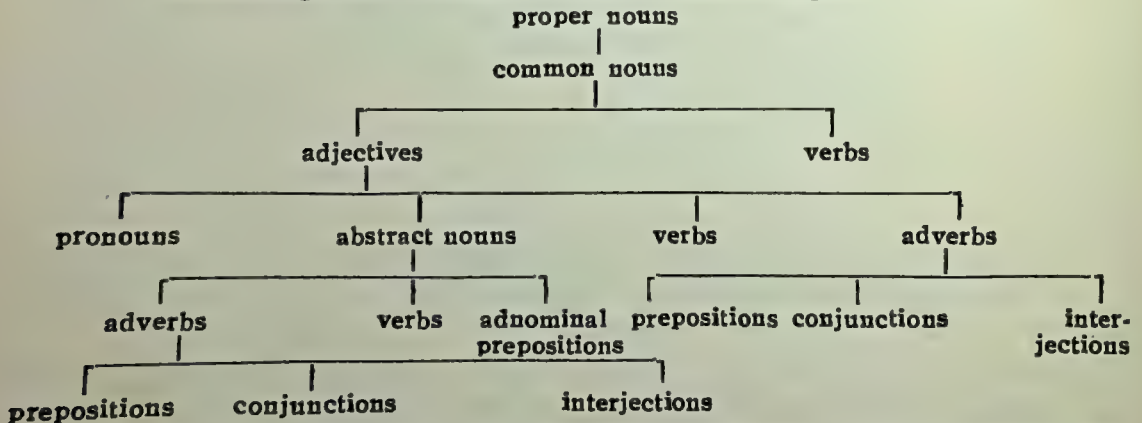 proper nouns
common nouns
adjectives verbs
pronouns abstract nouns verbs adverbs
adverbs verbs adnominal prepositions conjunctions inter-
prepositions jections
prepositions conjunctions interjections